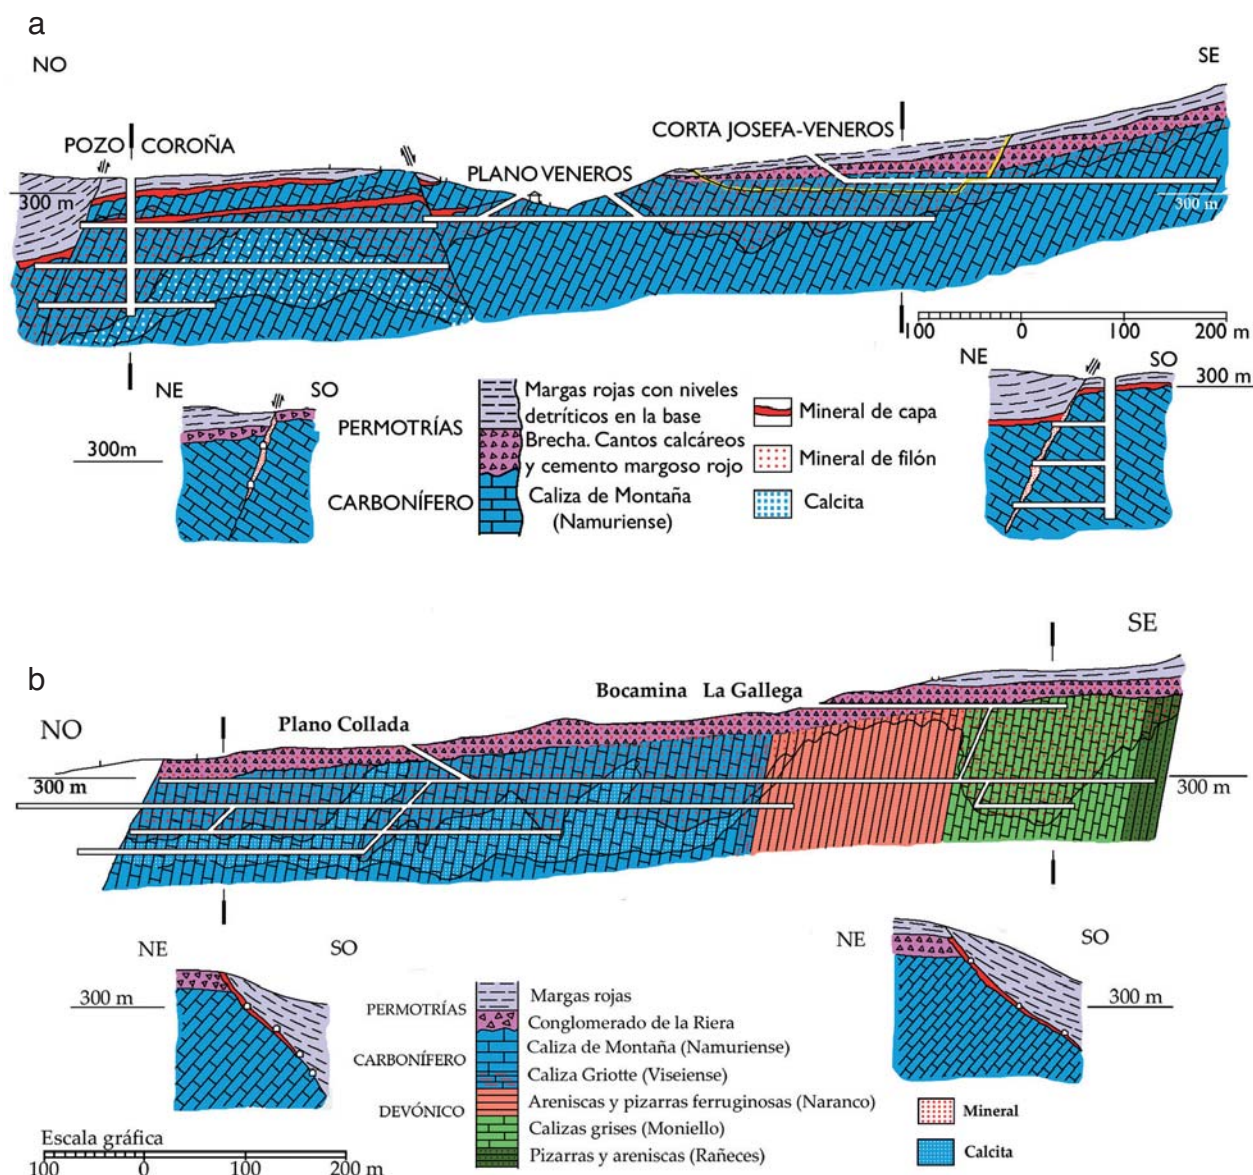 a
NO
SE
POZO
COROÑA
PLANO VENEROS
CORTA JOSEFA-VENEROS
300 m
300 m
100
0
100
200 m
NE
SO
300m
PERMOTRÍAS
CARBONÍFERO
Margas rojas con niveles
detríticos en la base
Brecha. Cantos calcáreos
y cemento margoso rojo
Caliza de Montaña
(Namuriense)
Mineral de capa
Mineral de filón
Calcita
NE
SO
300 m
b
NO
SE
Plano Collada
Bocamina La Gallega
300 m
300 m
NE
SO
300 m
PERMOTRÍAS
CARBONÍFERO
DEVÓNICO
Margas rojas
Conglomerado de la Riera
Caliza de Montaña (Namuriense)
Caliza Griotte (Viseiense)
Areniscas y pizarras ferruginosas (Naranco)
Calizas grises (Moniello)
Pizarras y areniscas (Rañeces)
NE
SO
300 m
Mineral
Calcita
Escala gráfica
100
0
100
200 m